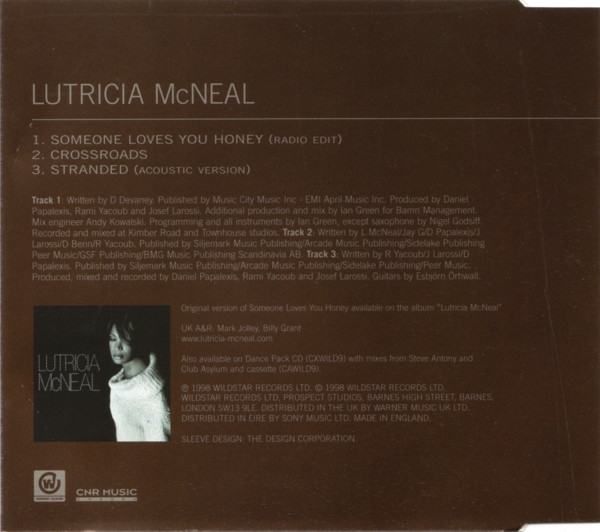 LUTRICIA McNEAL
1. SOMEONE LOVES YOU HONEY (RADIO EDIT)
2. CROSSROADS
3. STRANDED (ACOUSTIC VERSION)
Track 1: Written by D Devaney. Published by Music City Music Inc - EMI April Music Inc. Produced by Daniel
Papalexis, Rami Yacoub and Josef Larossi. Additional production and mix by Ian Green for Bamn Management.
Mix engineer Andy Kowalski. Programming and all instruments by Ian Green, except saxophone by Nigel Godsiff.
Recorded and mixed at Kimber Road and Townhouse studios. Track 2: Written by L McNeal/Jay G/D Papalexis/J
Larossi/D Benn/R Yacoub. Published by Siljemark Music Publishing/Arcade Music Publishing/Sidelake Publishing
Peer Music/GSF Publishing/BMG Music Publishing Scandinavia AB. Track 3: Written by R Yacoub/J Larossi/D
Papalexis. Published by Siljemark Music Publishing/Arcade Music Publishing/Sidelake Publishing/Peer Music.
Produced, mixed and recorded by Daniel Papalexis, Rami Yacoub and Josef Larossi. Guitars by Esbjörn Örhwall.
Original version of Someone Loves You Honey available on the album "Lutricia McNeal"
UK A&R: Mark Jolley, Billy Grant
www.lutricia-mcneal.com
Also available on Dance Pack CD (CXWILD9) with mixes from Steve Antony and
Club Asylum and cassette (CAWILD9).
℗ 1998 WILDSTAR RECORDS LTD. © 1998 WILDSTAR RECORDS LTD.
WILDSTAR RECORDS LTD, PROSPECT STUDIOS, BARNES HIGH STREET, BARNES,
LONDON SW13 9LE. DISTRIBUTED IN THE UK BY WARNER MUSIC UK LTD.
DISTRIBUTED IN EIRE BY SONY MUSIC LTD. MADE IN ENGLAND.
SLEEVE DESIGN: THE DESIGN CORPORATION
LUTRICIA
McNEAL
W
CNR MUSIC